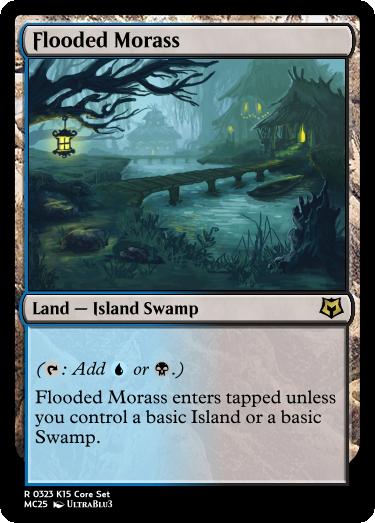 Flooded Morass
Land — Island Swamp
(: Add or .)
Flooded Morass enters tapped unless
you control a basic Island or a basic
Swamp.
R 0323 K15 Core Set
MC25 UltraBlu3